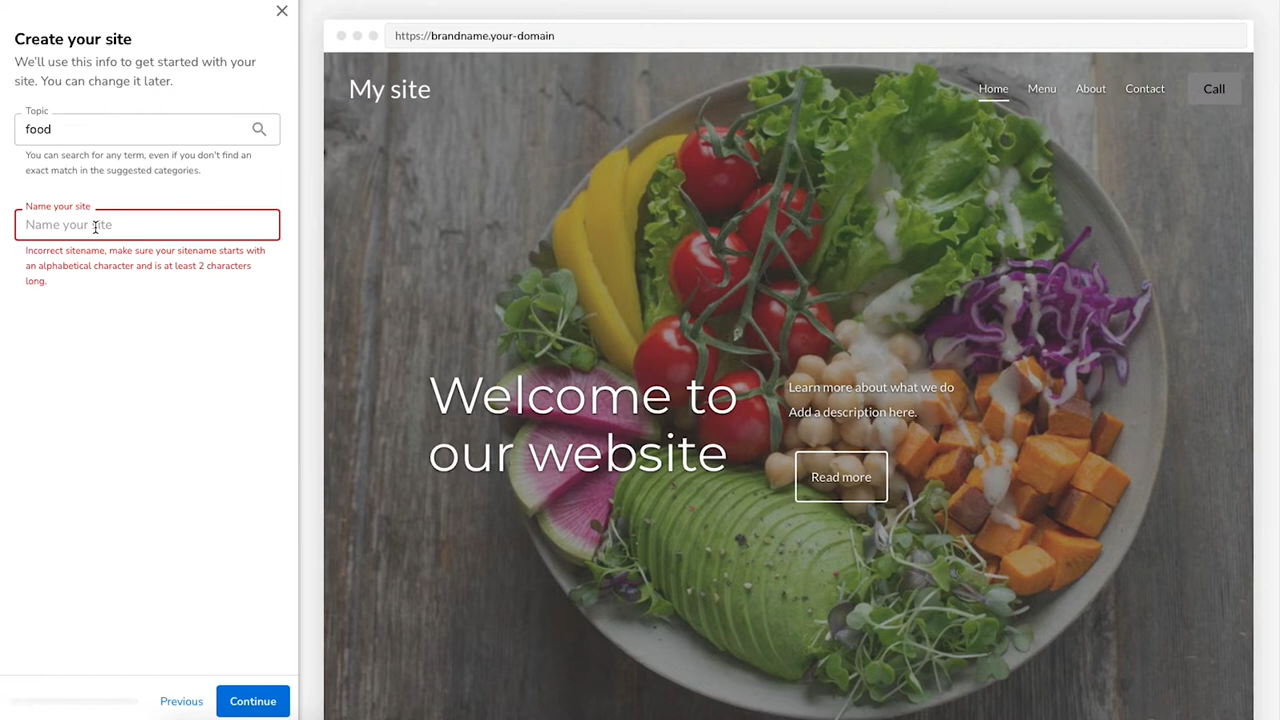 Create your site
We'll use this info to get started with your
site. You can change it later.
Topic
food
You can search for any term, even if you don't find an
exact match in the suggested categories.
Name your site
Name your site
Incorrect sitename, make sure your sitename starts with
an alphabetical character and is at least 2 characters
long.
Previous
Continue
https://brandname.your-domain
My site
Home
Menu
About
Contact
Call
Welcome to
our website
Learn more about what we do
Add a description here.
Read more